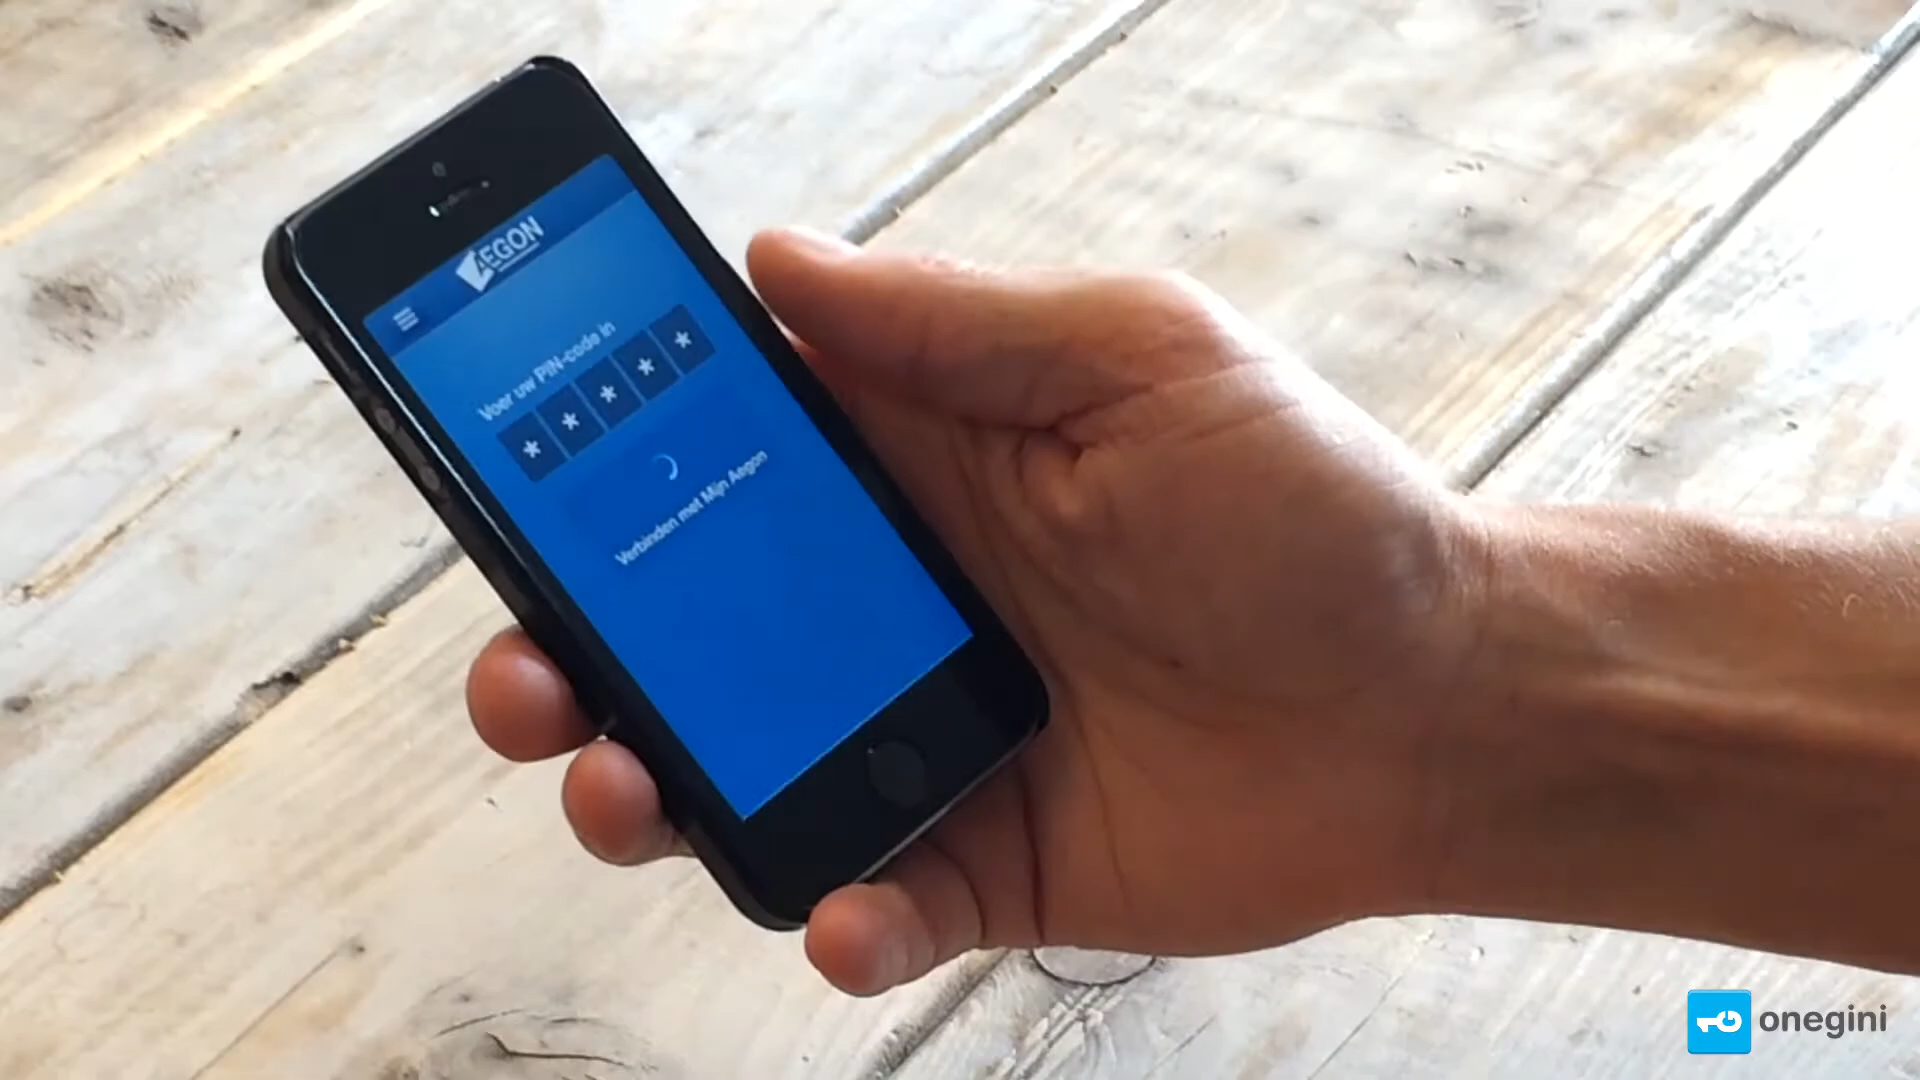 AEGON
Voer uw PIN-code in
* * * * *
Verbinden met Mijn Aegon
onegini